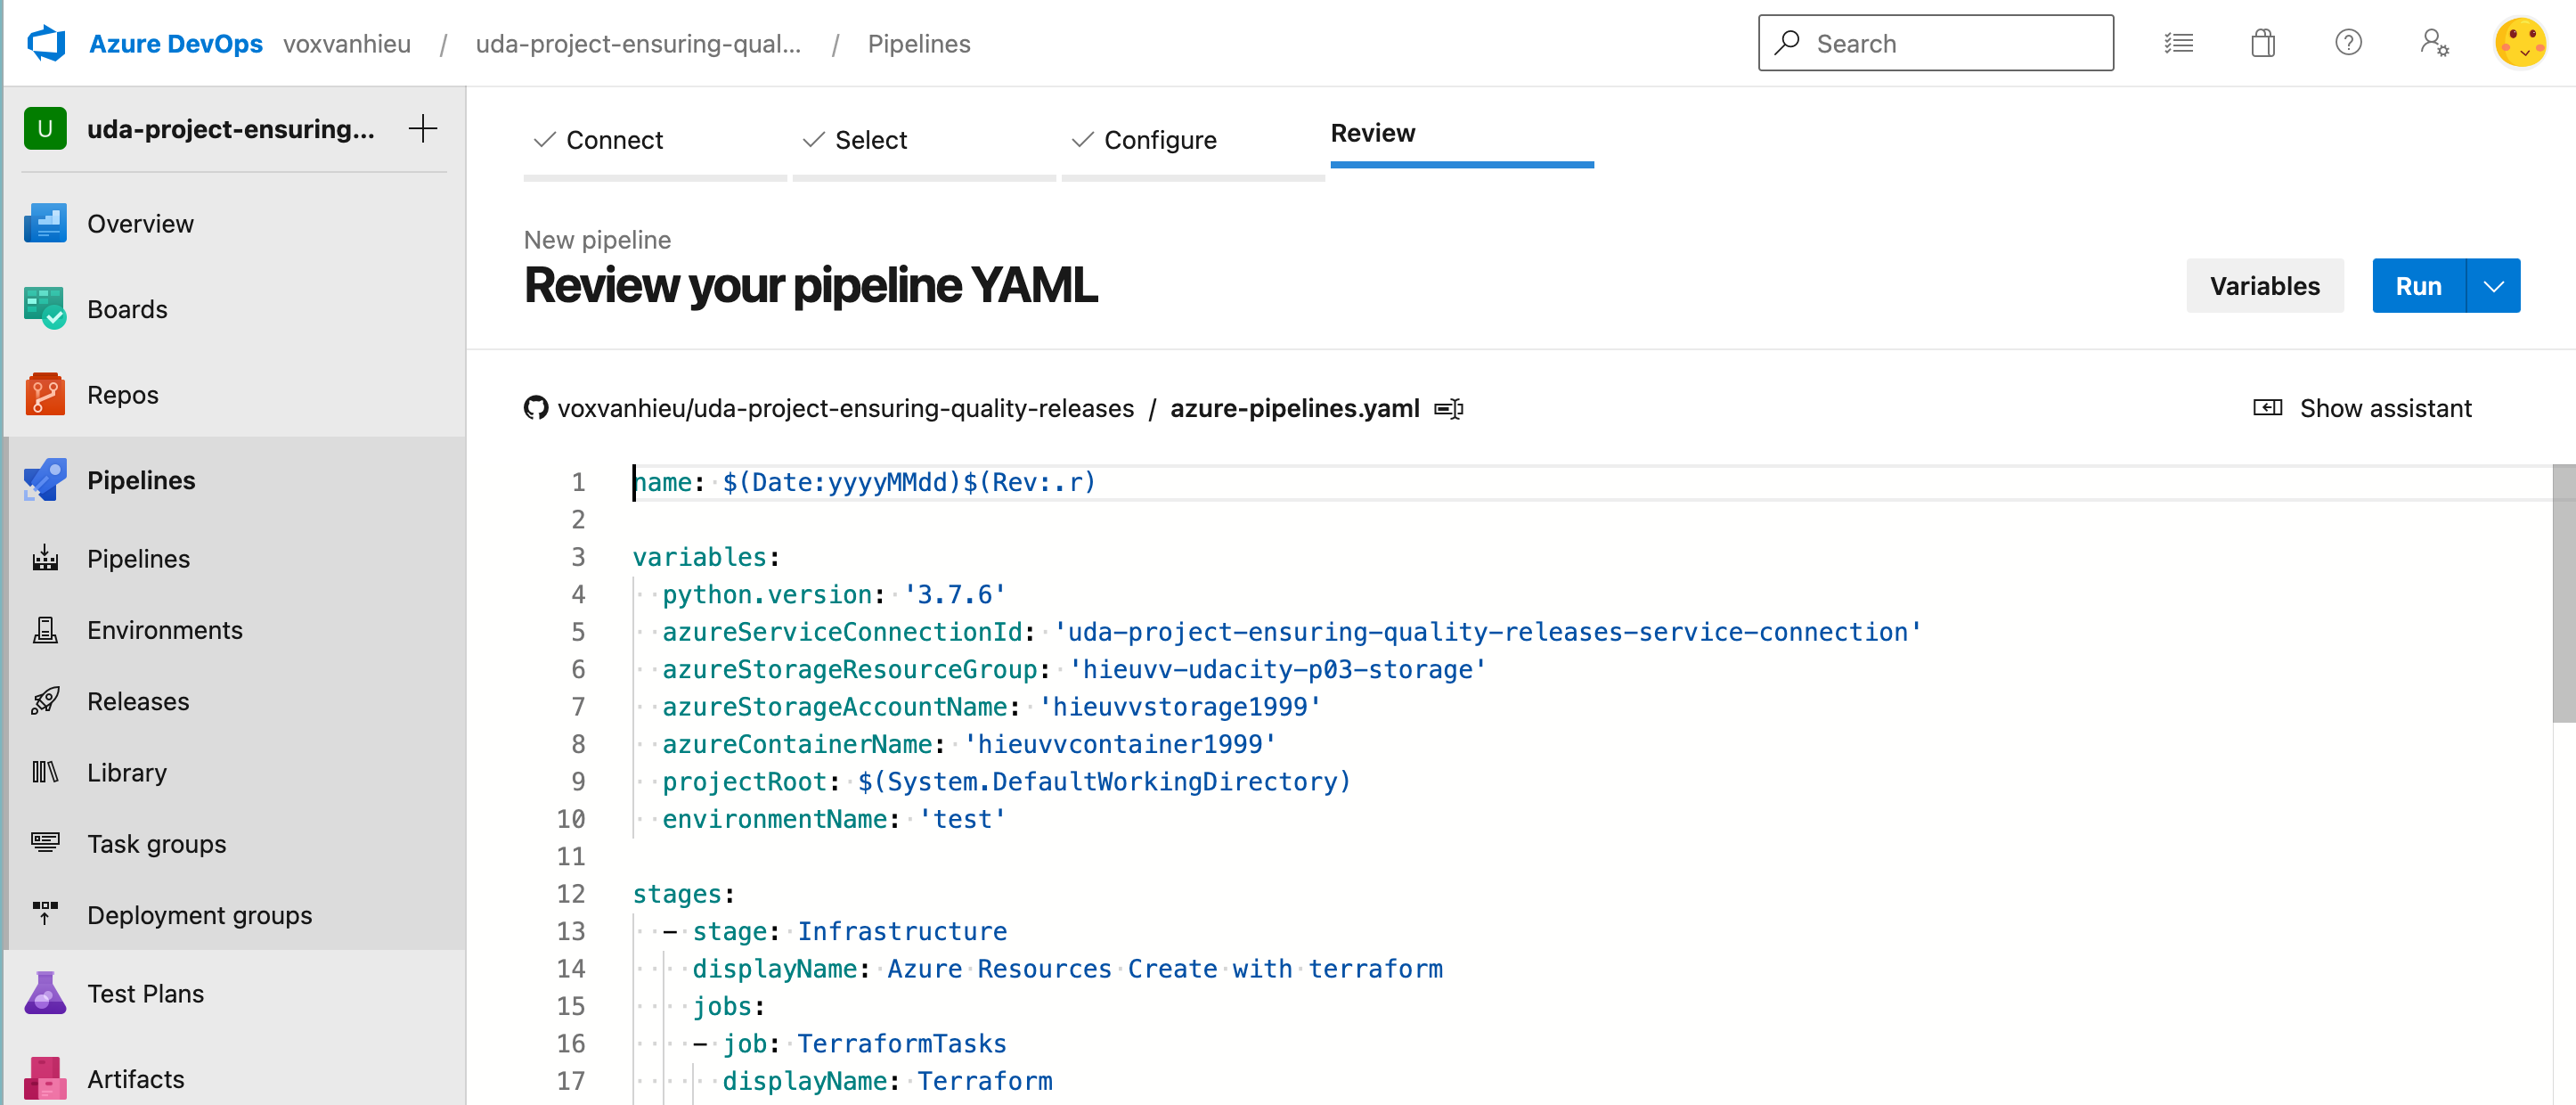 Azure DevOps voxvanhieu / uda-project-ensuring-qual... / Pipelines
Search
U uda-project-ensuring...
Overview
Boards
Repos
Pipelines
Pipelines
Environments
Releases
Library
Task groups
Deployment groups
Test Plans
Artifacts
Connect Select Configure Review
New pipeline
Review your pipeline YAML
Variables Run
voxvanhieu/uda-project-ensuring-quality-releases / azure-pipelines.yaml
Show assistant
1 name: $(Date:yyyyMMdd)$(Rev:.r)
2
3 variables:
4 python.version: '3.7.6'
5 azureServiceConnectionId: 'uda-project-ensuring-quality-releases-service-connection'
6 azureStorageResourceGroup: 'hieuvv-udacity-p03-storage'
7 azureStorageAccountName: 'hieuvvstorage1999'
8 azureContainerName: 'hieuvvcontainer1999'
9 projectRoot: $(System.DefaultWorkingDirectory)
10 environmentName: 'test'
11
12 stages:
13 - stage: Infrastructure
14 displayName: Azure Resources Create with terraform
15 jobs:
16 - job: TerraformTasks
17 displayName: Terraform